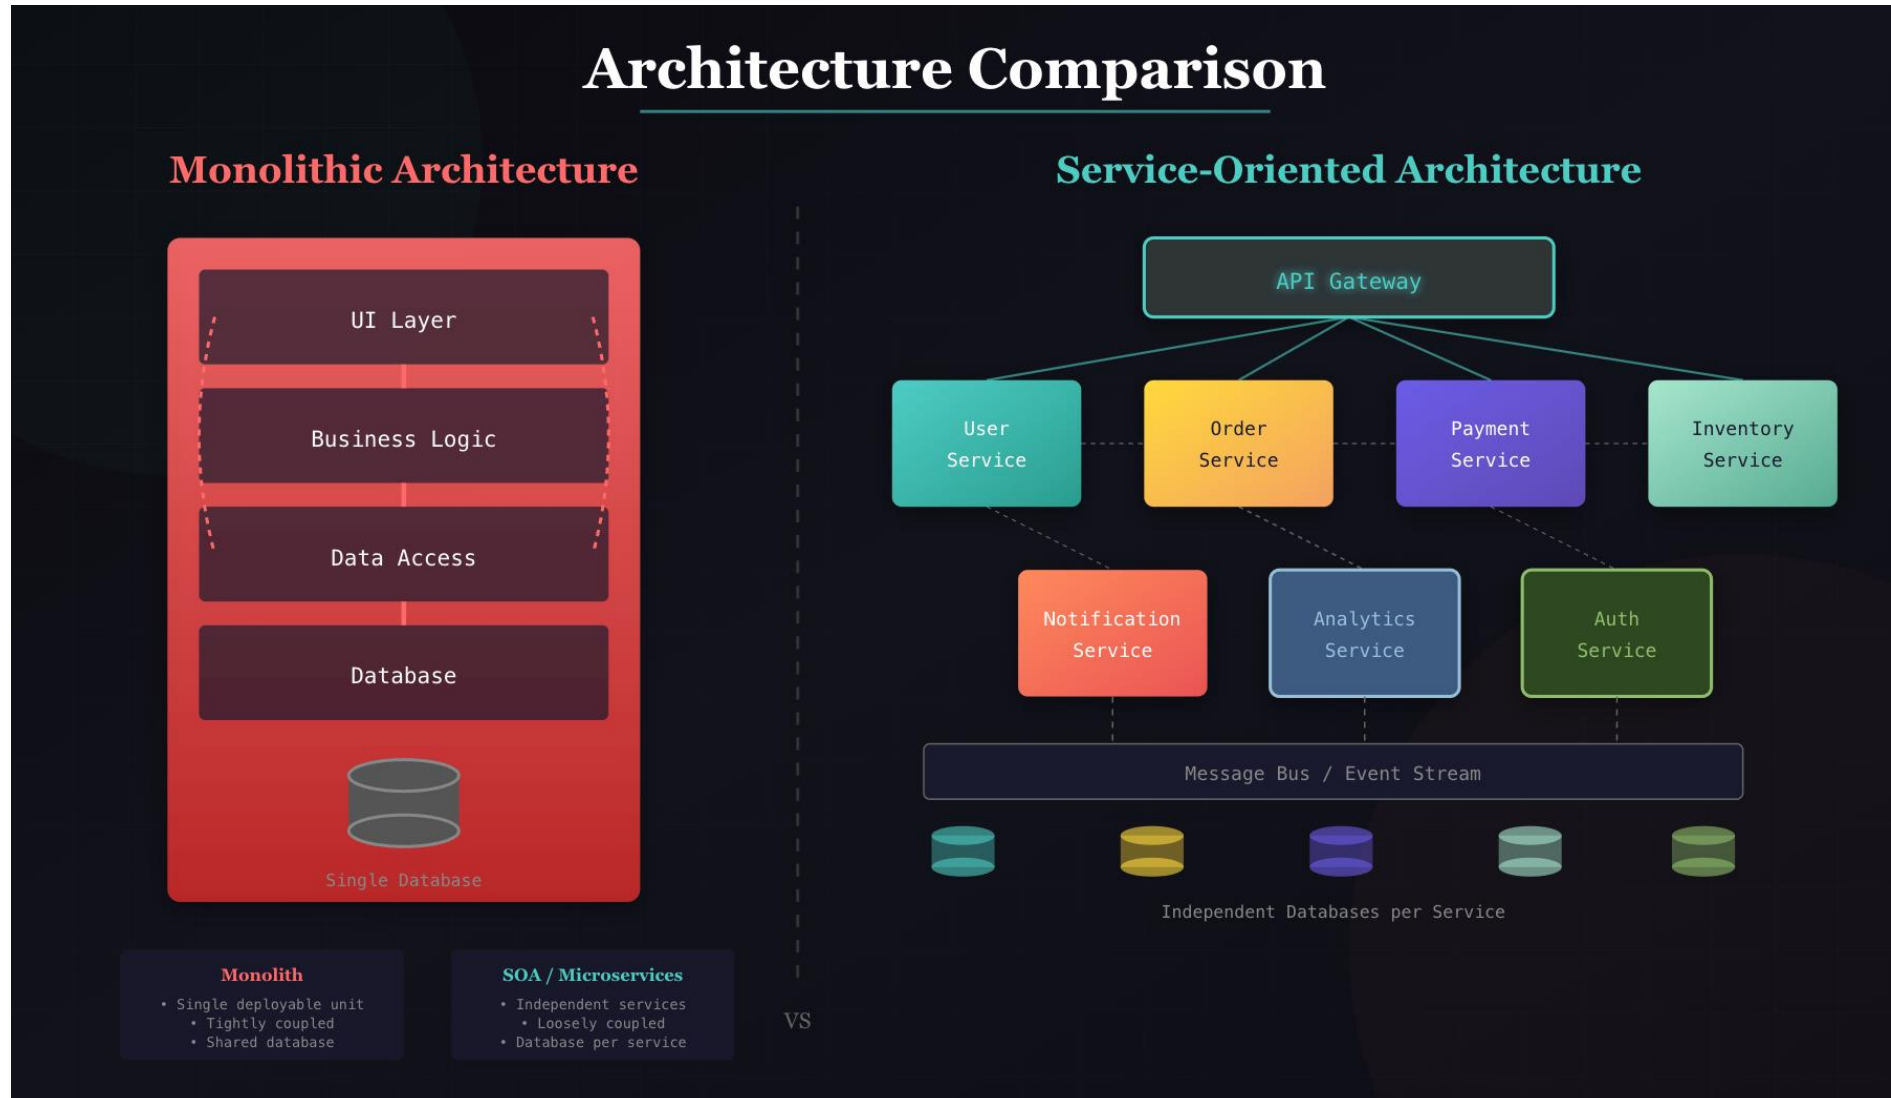 Architecture Comparison
Monolithic Architecture
UI Layer
Business Logic
Data Access
Database
Single Database
Monolith
• Single deployable unit
• Tightly coupled
• Shared database
SOA / Microservices
• Independent services
• Loosely coupled
• Database per service
VS
Service-Oriented Architecture
API Gateway
User
Service
Order
Service
Payment
Service
Inventory
Service
Notification
Service
Analytics
Service
Auth
Service
Message Bus / Event Stream
Independent Databases per Service